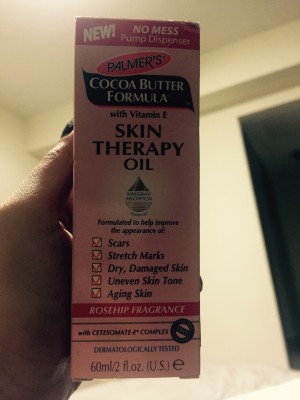 NEW!
NO MESS
Pump Dispenser
PALMER'S
COCOA BUTTER
FORMULA
with Vitamin E
SKIN
THERAPY
OIL
Formulated to help improve
the appearance of:
Scars
Stretch Marks
Dry, Damaged Skin
Uneven Skin Tone
Aging Skin
ROSEHIP FRAGRANCE
with CETESOMATE-E® COMPLEX
DERMATOLOGICALLY TESTED
60ml/2 fl.oz. (U.S.) ℮